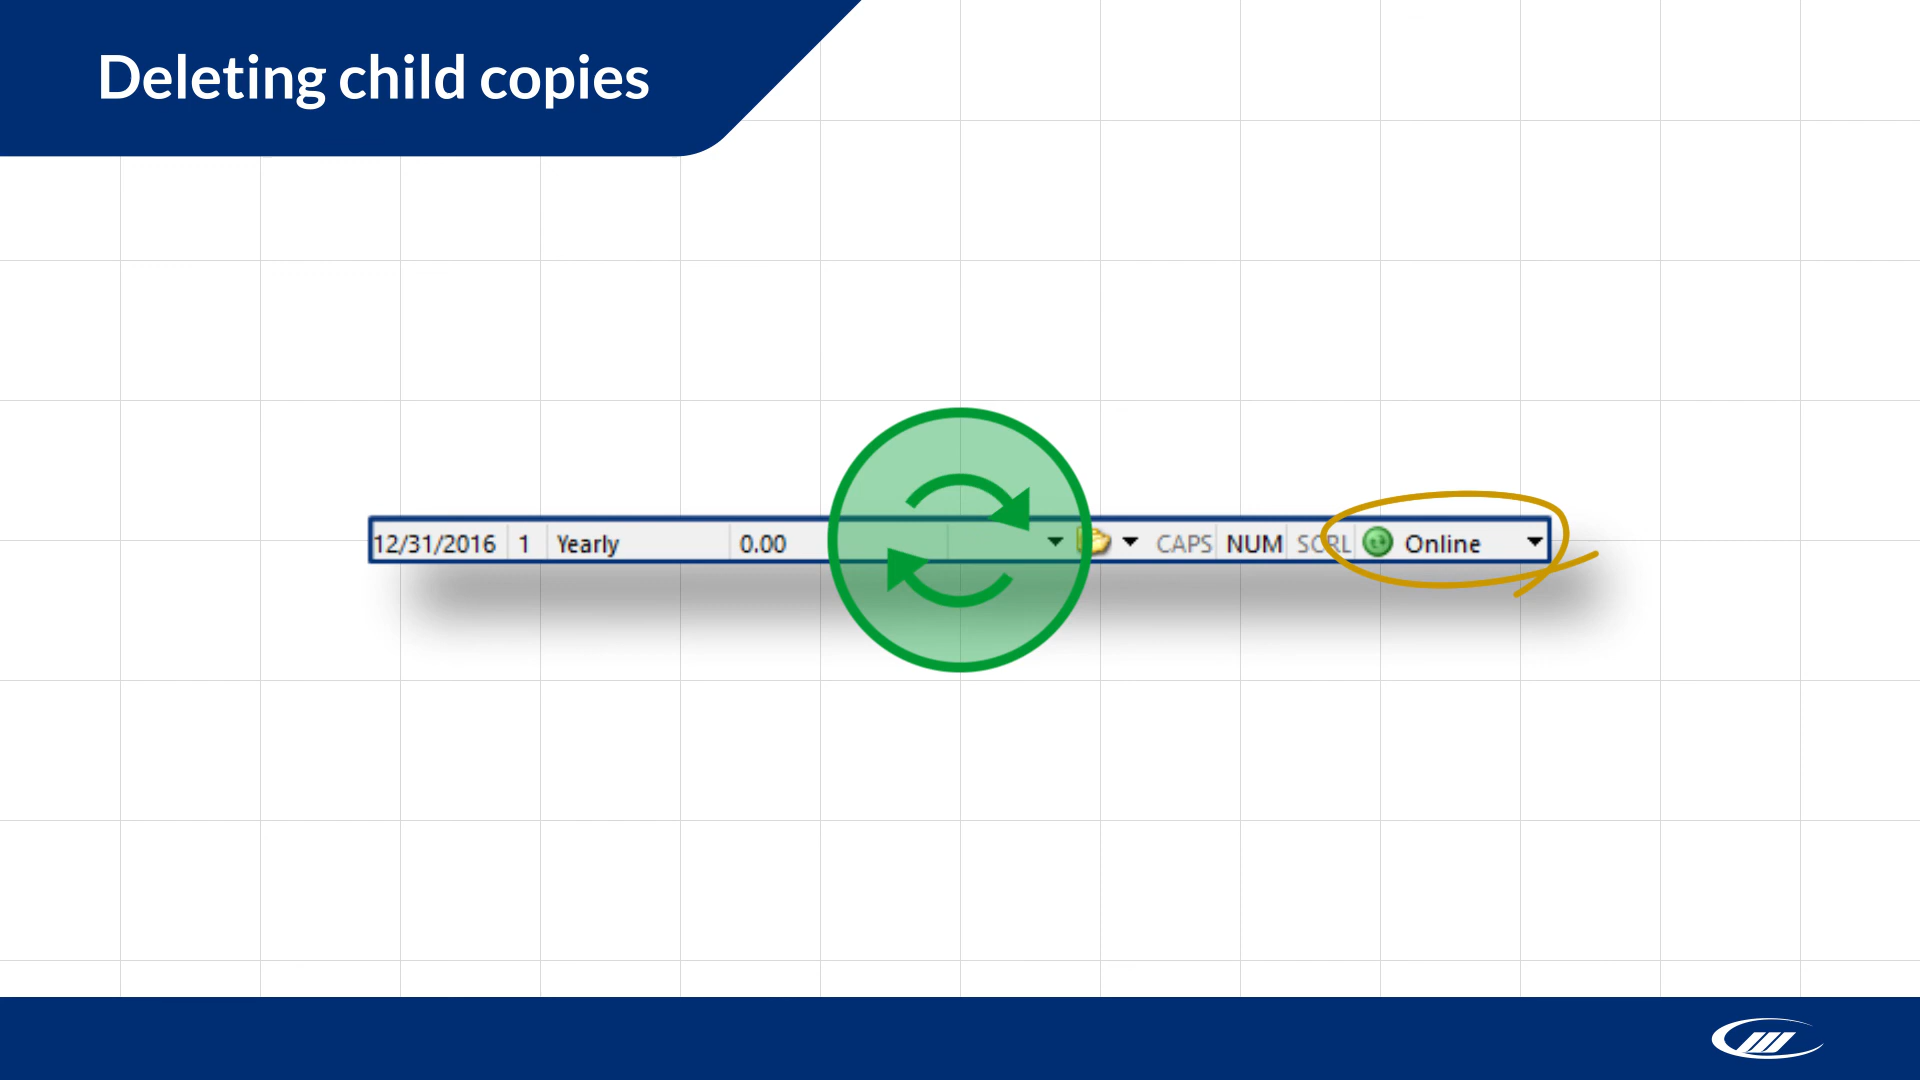 Deleting child copies
12/31/2016 1 Yearly 0.00 CAPS NUM SCRL Online